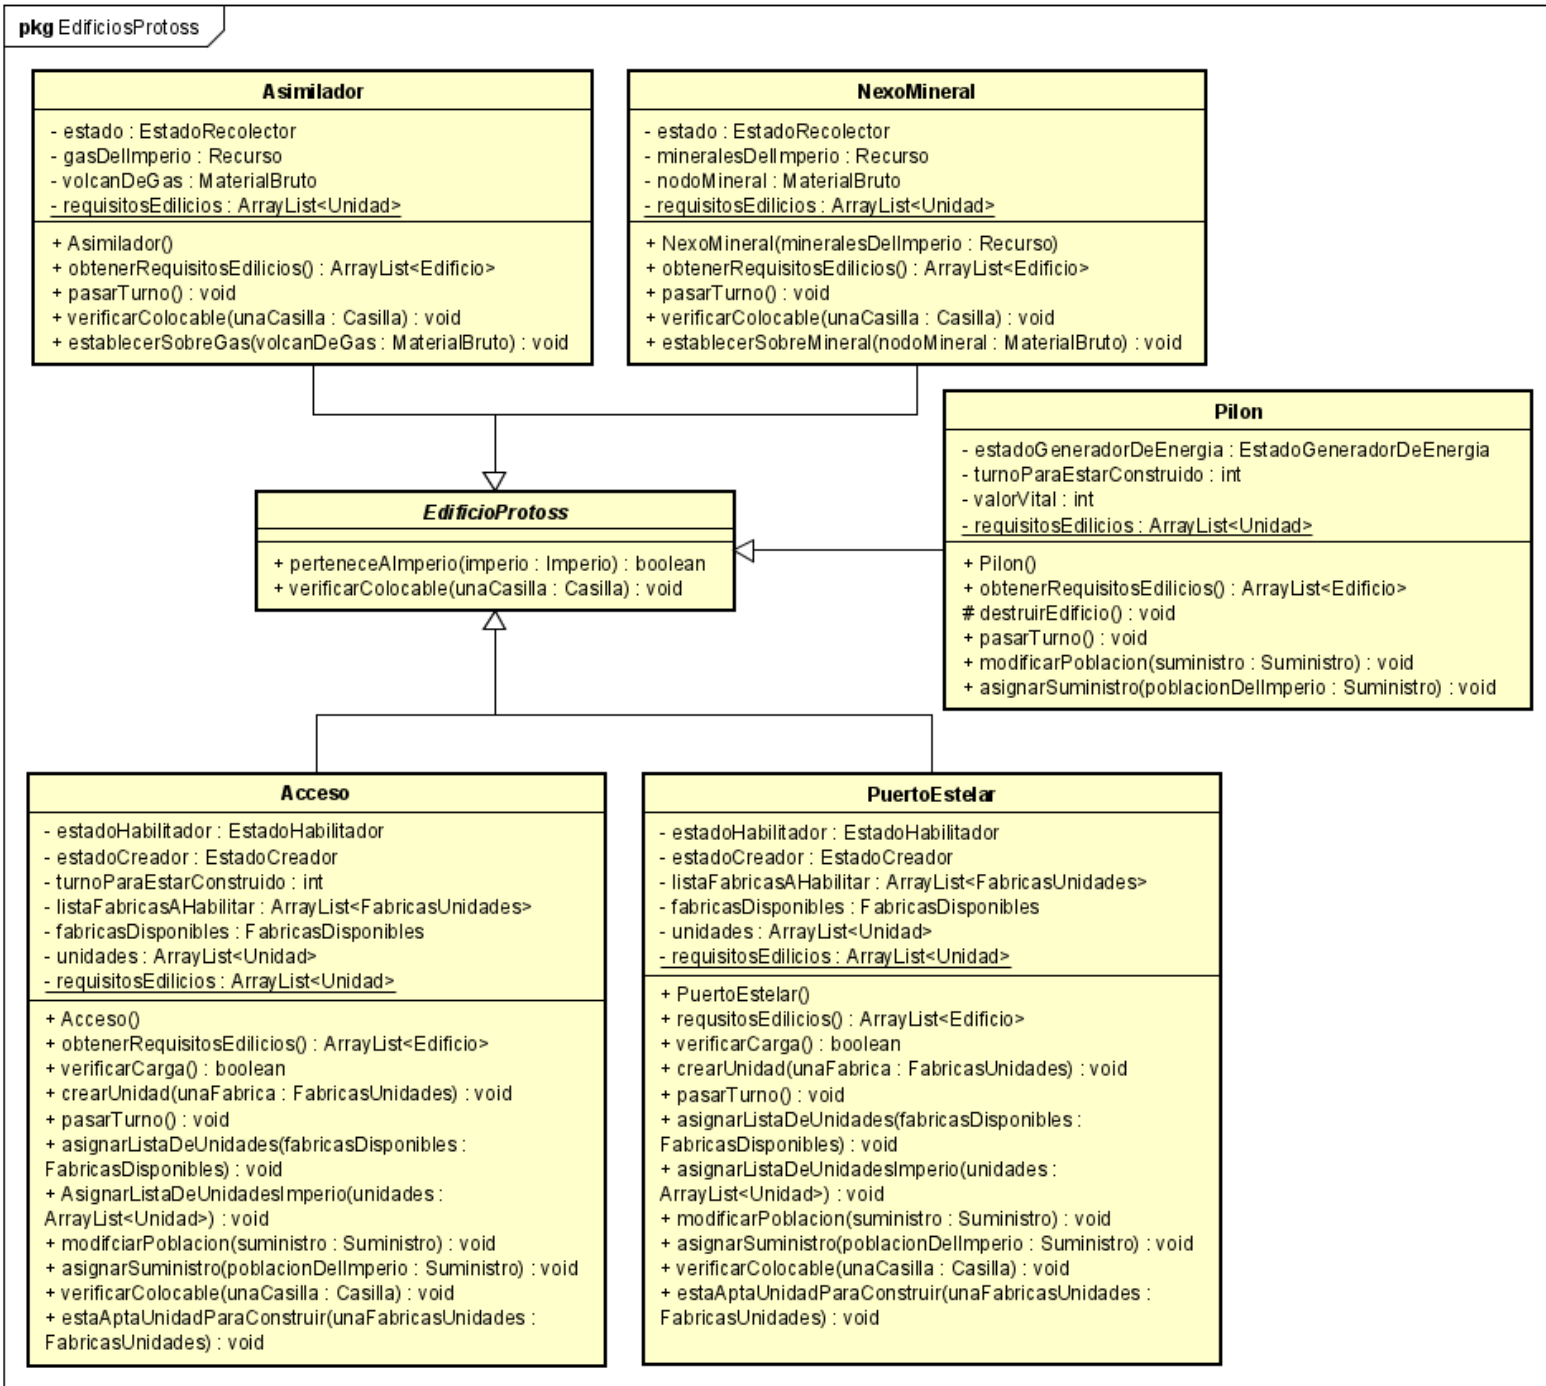 pkg EdificiosProtoss
Asimilador
- estado : EstadoRecolector
- gasDelImperio : Recurso
- volcanDeGas : MaterialBruto
- requisitosEdilicios : ArrayList<Unidad>
+ Asimilador()
+ obtenerRequisitosEdilicios() : ArrayList<Edificio>
+ pasarTurno() : void
+ verificarColocable(unaCasilla : Casilla) : void
+ establecerSobreGas(volcanDeGas : MaterialBruto) : void
NexoMineral
- estado : EstadoRecolector
- mineralesDelImperio : Recurso
- nodoMineral : MaterialBruto
- requisitosEdilicios : ArrayList<Unidad>
+ NexoMineral(mineralesDelImperio : Recurso)
+ obtenerRequisitosEdilicios() : ArrayList<Edificio>
+ pasarTurno() : void
+ verificarColocable(unaCasilla : Casilla) : void
+ establecerSobreMineral(nodoMineral : MaterialBruto) : void
Pilon
- estadoGeneradorDeEnergia : EstadoGeneradorDeEnergia
- turnoParaEstarConstruido : int
- valorVital : int
- requisitosEdilicios : ArrayList<Unidad>
+ Pilon()
+ obtenerRequisitosEdilicios() : ArrayList<Edificio>
# destruirEdificio() : void
+ pasarTurno() : void
+ modificarPoblacion(suministro : Suministro) : void
+ asignarSuministro(poblacionDelImperio : Suministro) : void
EdificioProtoss
+ perteneceAImperio(imperio : Imperio) : boolean
+ verificarColocable(unaCasilla : Casilla) : void
Acceso
- estadoHabilitador : EstadoHabilitador
- estadoCreador : EstadoCreador
- turnoParaEstarConstruido : int
- listaFabricasAHabilitar : ArrayList<FabricasUnidades>
- fabricasDisponibles : FabricasDisponibles
- unidades : ArrayList<Unidad>
- requisitosEdilicios : ArrayList<Unidad>
+ Acceso()
+ obtenerRequisitosEdilicios() : ArrayList<Edificio>
+ verificarCarga() : boolean
+ crearUnidad(unaFabrica : FabricasUnidades) : void
+ pasarTurno() : void
+ asignarListaDeUnidades(fabricasDisponibles :
FabricasDisponibles) : void
+ AsignarListaDeUnidadesImperio(unidades :
ArrayList<Unidad>) : void
+ modifciarPoblacion(suministro : Suministro) : void
+ asignarSuministro(poblacionDelImperio : Suministro) : void
+ verificarColocable(unaCasilla : Casilla) : void
+ estaAptaUnidadParaConstruir(unaFabricasUnidades :
FabricasUnidades) : void
PuertoEstelar
- estadoHabilitador : EstadoHabilitador
- estadoCreador : EstadoCreador
- listaFabricasAHabilitar : ArrayList<FabricasUnidades>
- fabricasDisponibles : FabricasDisponibles
- unidades : ArrayList<Unidad>
- requisitosEdilicios : ArrayList<Unidad>
+ PuertoEstelar()
+ requsitosEdilicios() : ArrayList<Edificio>
+ verificarCarga() : boolean
+ crearUnidad(unaFabrica : FabricasUnidades) : void
+ pasarTurno() : void
+ asignarListaDeUnidades(fabricasDisponibles :
FabricasDisponibles) : void
+ asignarListaDeUnidadesImperio(unidades :
ArrayList<Unidad>) : void
+ modificarPoblacion(suministro : Suministro) : void
+ asignarSuministro(poblacionDelImperio : Suministro) : void
+ verificarColocable(unaCasilla : Casilla) : void
+ estaAptaUnidadParaConstruir(unaFabricasUnidades :
FabricasUnidades) : void